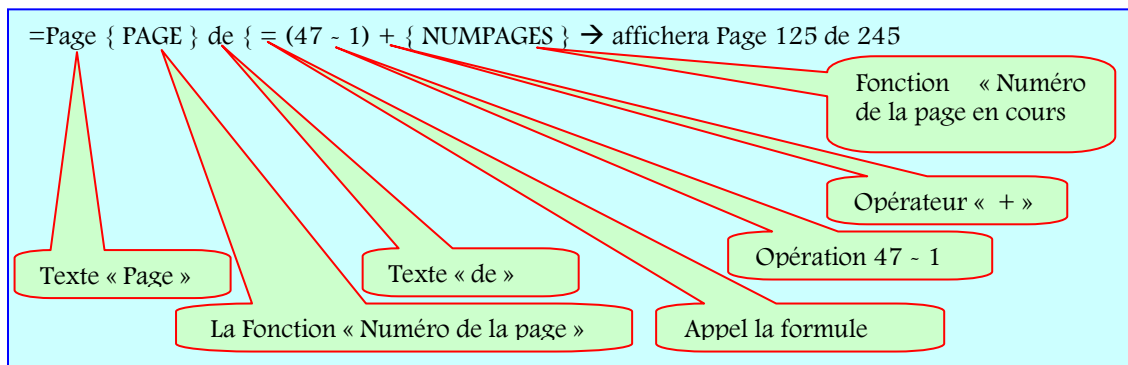 =Page { PAGE } de { = (47 - 1) + { NUMPAGES } → affichera Page 125 de 245
Fonction « Numéro
de la page en cours
Opérateur « + »
Opération 47 - 1
Texte « Page »
Texte « de »
La Fonction « Numéro de la page »
Appel la formule